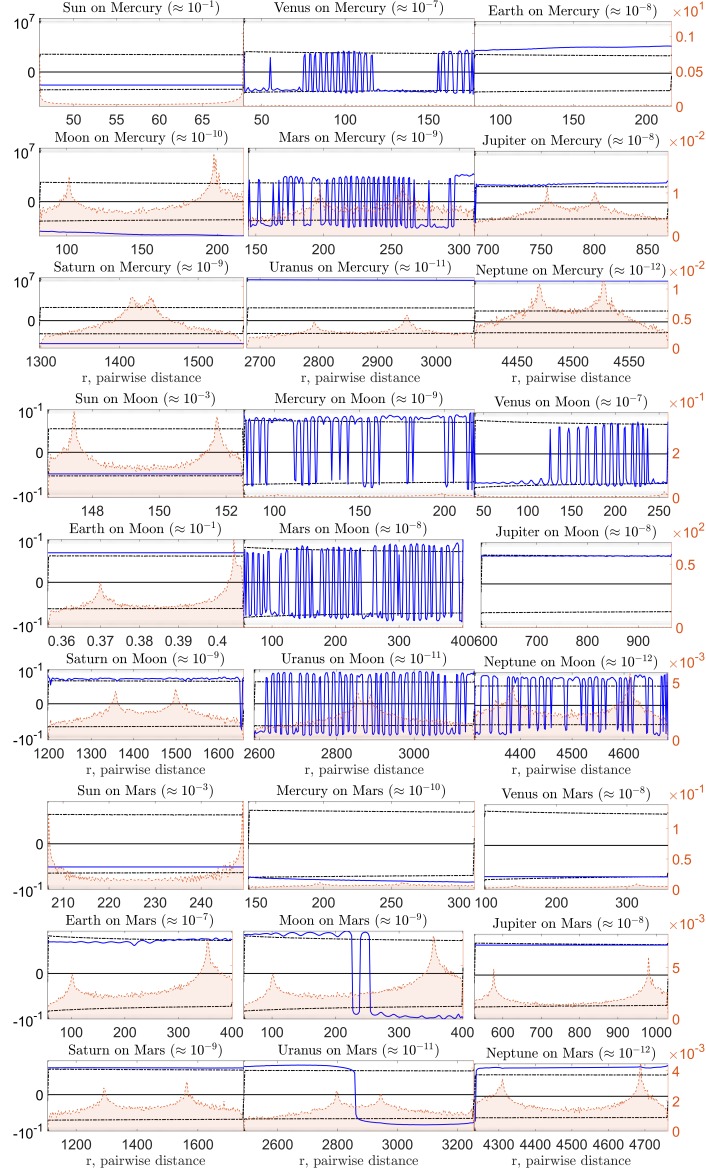 Sun on Mercury (≈ 10^-1) Venus on Mercury (≈ 10^-7) Earth on Mercury (≈ 10^-8) ×10^1
10^7 0 0.1 0.05 0
50 55 60 65 50 100 150 50 100 150 200
Moon on Mercury (≈ 10^-10) Mars on Mercury (≈ 10^-9) Jupiter on Mercury (≈ 10^-8) ×10^-2
10^7 0 1 0
100 150 200 150 200 250 300 700 750 800 850
Saturn on Mercury (≈ 10^-9) Uranus on Mercury (≈ 10^-11) Neptune on Mercury (≈ 10^-12) ×10^-2
10^7 0 1 0.5 0
1300 1400 1500 2700 2800 2900 3000 4450 4500 4550
r, pairwise distance r, pairwise distance r, pairwise distance
Sun on Moon (≈ 10^-3) Mercury on Moon (≈ 10^-9) Venus on Moon (≈ 10^-7) ×10^1
10^-1 0 -10^-1 2 0
148 150 152 100 150 200 50 100 150 200 250
Earth on Moon (≈ 10^-1) Mars on Moon (≈ 10^-8) Jupiter on Moon (≈ 10^-8) ×10^2
10^-1 0 -10^-1 0.5 0
0.36 0.37 0.38 0.39 0.4 100 200 300 400 600 700 800 900
Saturn on Moon (≈ 10^-9) Uranus on Moon (≈ 10^-11) Neptune on Moon (≈ 10^-12) ×10^-3
10^-1 0 -10^-1 5 0
1200 1300 1400 1500 1600 2600 2800 3000 4400 4500 4600
r, pairwise distance r, pairwise distance r, pairwise distance
Sun on Mars (≈ 10^-3) Mercury on Mars (≈ 10^-10) Venus on Mars (≈ 10^-8) ×10^1
0 -10^-1 1 0.5 0
210 220 230 240 150 200 250 300 100 200 300
Earth on Mars (≈ 10^-7) Moon on Mars (≈ 10^-9) Jupiter on Mars (≈ 10^-8) ×10^-3
0 -10^-1 5 0
100 200 300 400 100 200 300 400 600 700 800 900 1000
Saturn on Mars (≈ 10^-9) Uranus on Mars (≈ 10^-11) Neptune on Mars (≈ 10^-12) ×10^-3
10^-1 0 -10^-1 4 2 0
1200 1400 1600 2600 2800 3000 3200 4300 4400 4500 4600 4700
r, pairwise distance r, pairwise distance r, pairwise distance